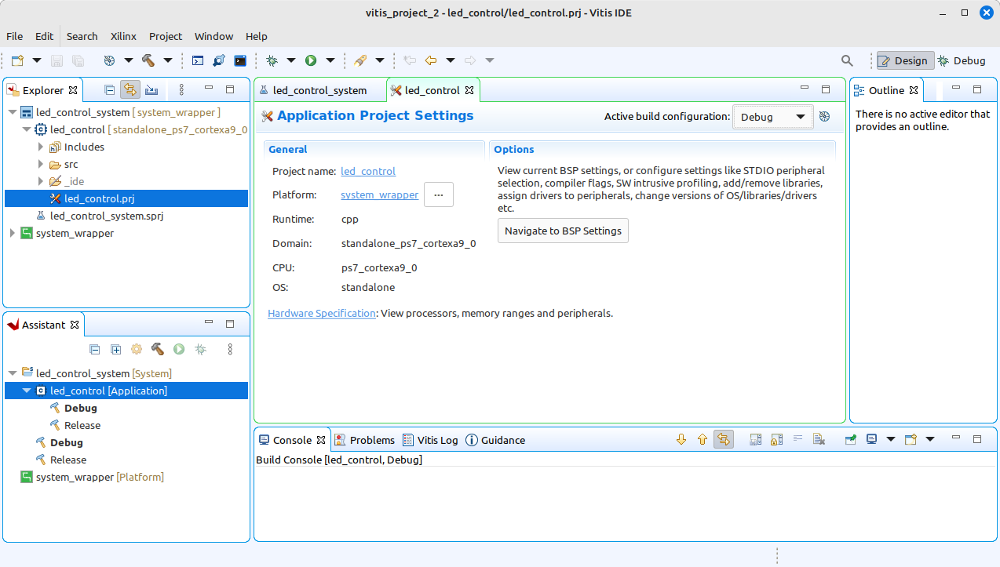 vitis_project_2 - led_control/led_control.prj - Vitis IDE
File Edit Search Xilinx Project Window Help
Design Debug
Explorer
led_control_system [ system_wrapper ]
led_control [ standalone_ps7_cortexa9_0
Includes
src
_ide
led_control.prj
led_control_system.sprj
system_wrapper
Assistant
led_control_system [System]
led_control [Application]
Debug
Release
Debug
Release
system_wrapper [Platform]
led_control_system led_control
Application Project Settings
Active build configuration: Debug
General
Project name: led_control
Platform: system_wrapper ...
Runtime: cpp
Domain: standalone_ps7_cortexa9_0
CPU: ps7_cortexa9_0
OS: standalone
Hardware Specification: View processors, memory ranges and peripherals.
Options
View current BSP settings, or configure settings like STDIO peripheral
selection, compiler flags, SW intrusive profiling, add/remove libraries,
assign drivers to peripherals, change versions of OS/libraries/drivers
etc.
Navigate to BSP Settings
Outline
There is no active editor that
provides an outline.
Console Problems Vitis Log Guidance
Build Console [led_control, Debug]